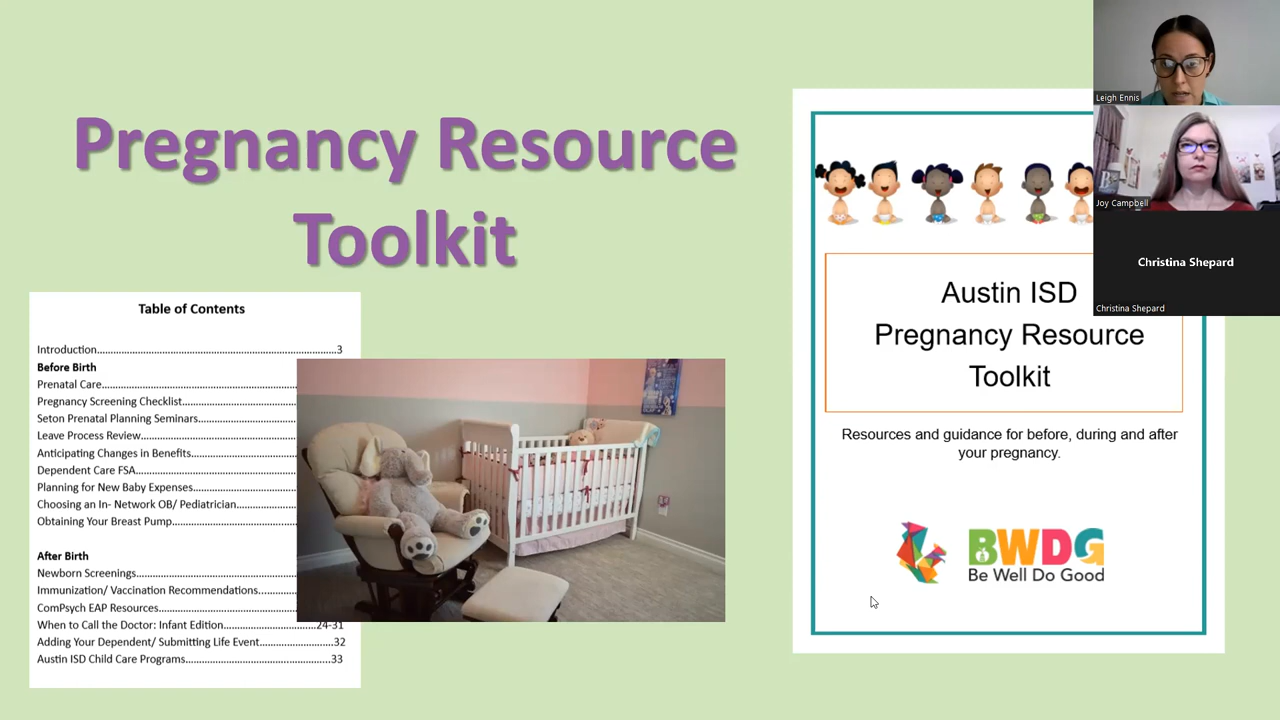 Pregnancy Resource
Toolkit
Table of Contents
Introduction..........................................................................3
Before Birth
Prenatal Care
Pregnancy Screening Checklist
Seton Prenatal Planning Seminars
Leave Process Review
Anticipating Changes in Benefits
Dependent Care FSA
Planning for New Baby Expenses
Choosing an In- Network OB/ Pediatrician
Obtaining Your Breast Pump
After Birth
Newborn Screenings
Immunization/ Vaccination Recommendations
ComPsych EAP Resources
When to Call the Doctor: Infant Edition............................24-31
Adding Your Dependent/ Submitting Life Event..........................32
Austin ISD Child Care Programs..............................................33
Austin ISD
Pregnancy Resource
Toolkit
Resources and guidance for before, during and after
your pregnancy.
BWDG
Be Well Do Good
Leigh Ennis
Joy Campbell
Christina Shepard
Christina Shepard